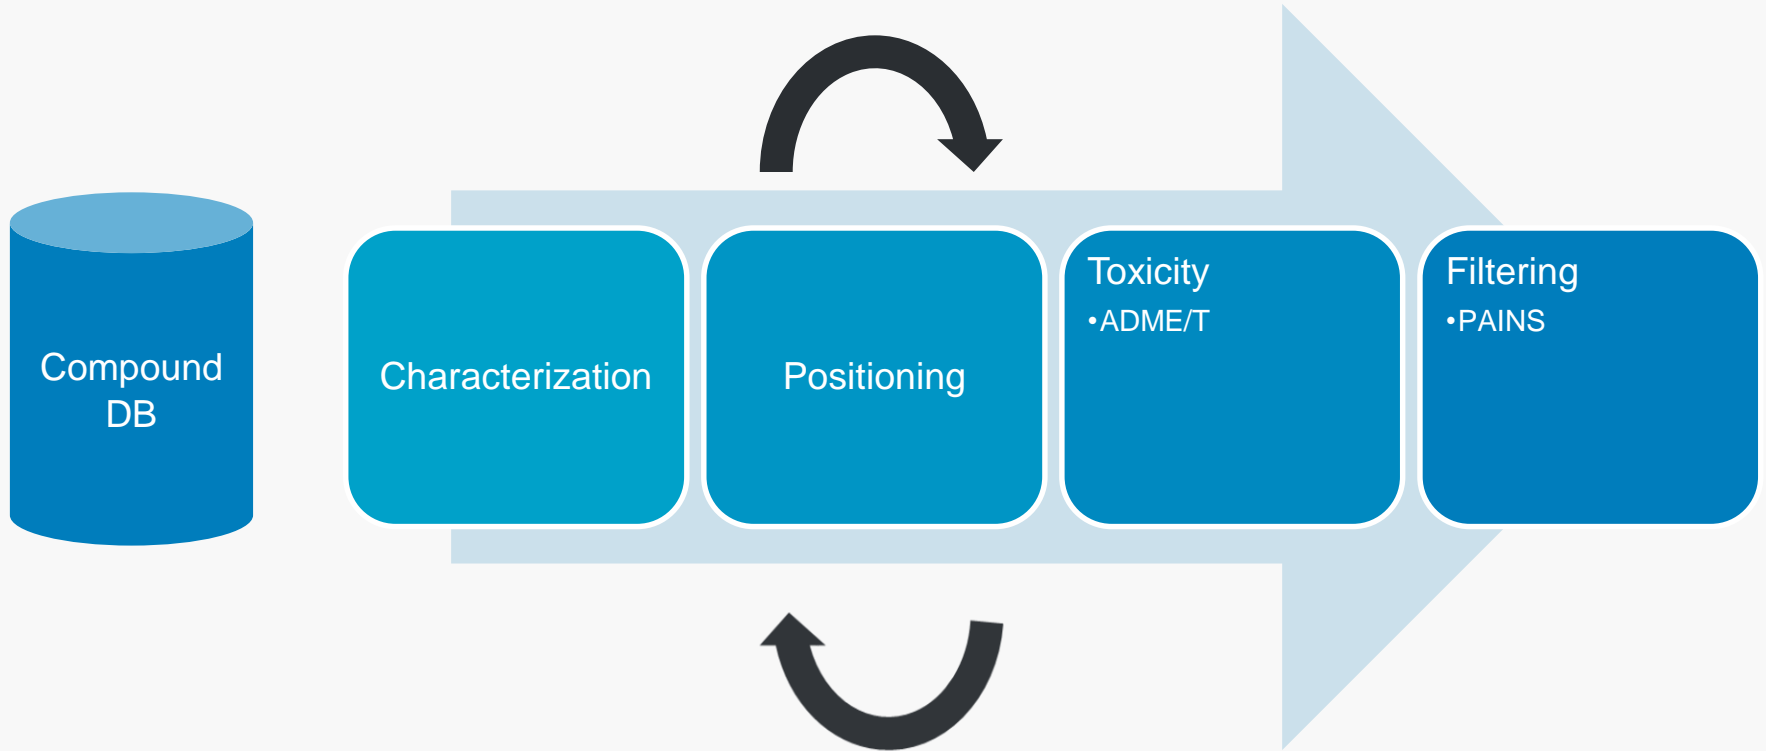 Compound
DB
Characterization
Positioning
Toxicity
•ADME/T
Filtering
•PAINS